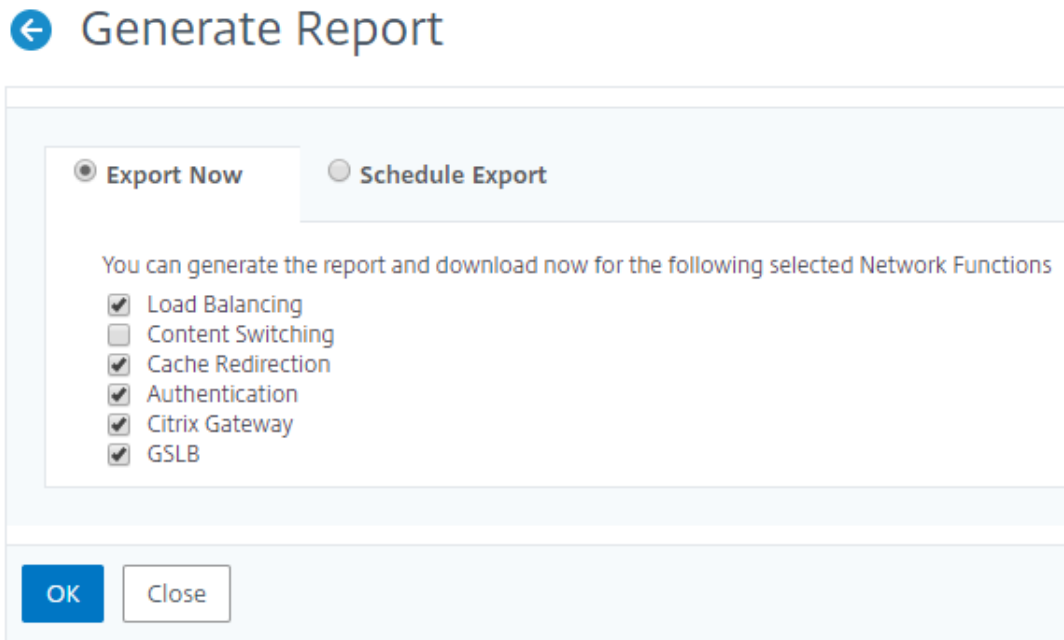 Generate Report
Export Now
Schedule Export
You can generate the report and download now for the following selected Network Functions
Load Balancing
Content Switching
Cache Redirection
Authentication
Citrix Gateway
GSLB
OK
Close